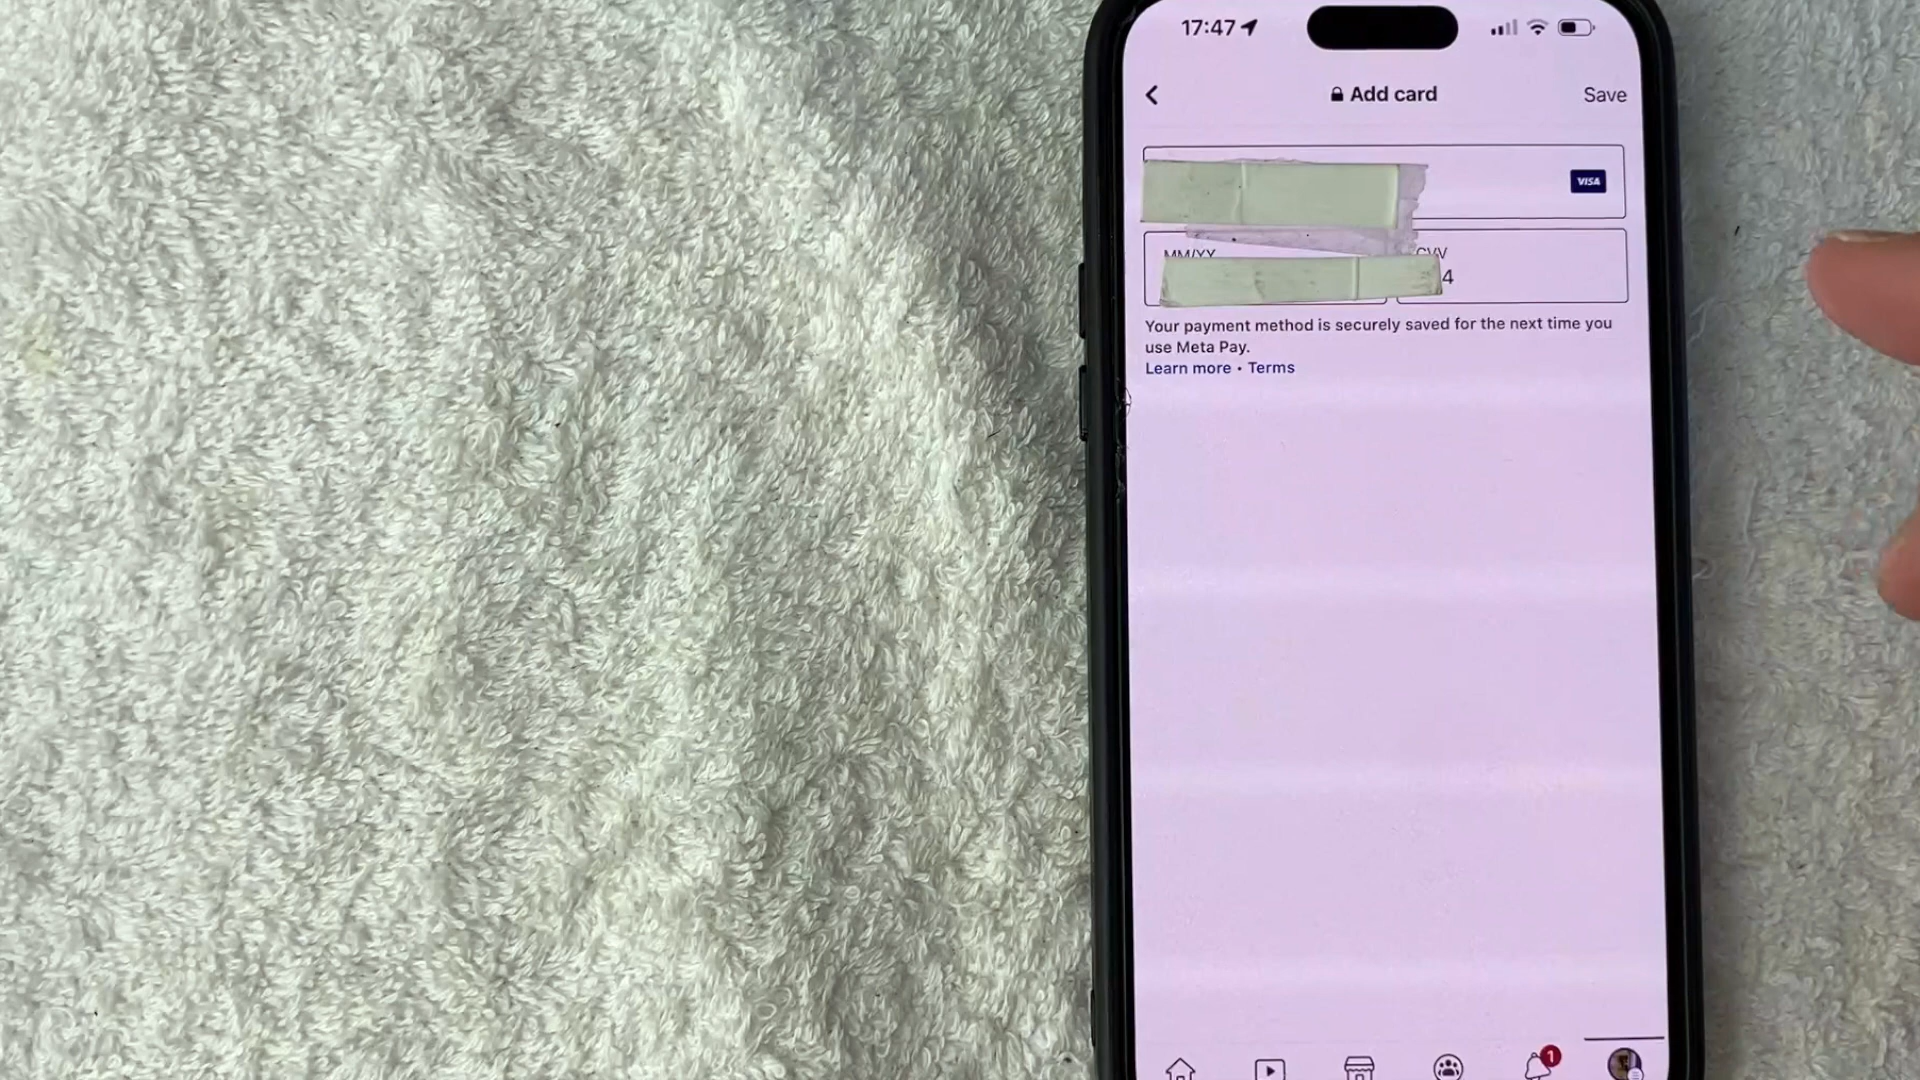 17:47
Add card
Save
VISA
MM/YY
CVV
4
Your payment method is securely saved for the next time you
use Meta Pay.
Learn more • Terms
1